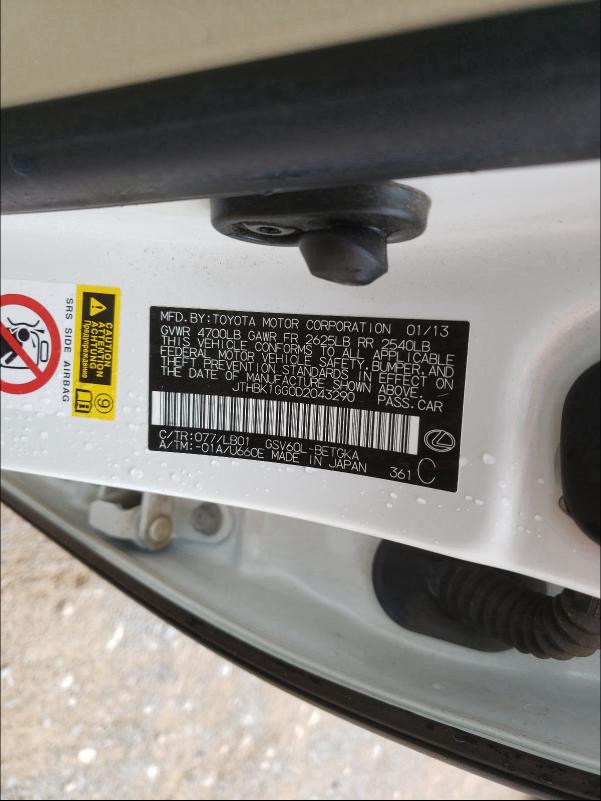 CAUTION
ATTENTION
ACHTUNG
Предупреждение
SRS SIDE AIRBAG
MFD.BY:TOYOTA MOTOR CORPORATION 01/13
GVWR 4700LB GAWR FR 2625LB RR 2540LB
THIS VEHICLE CONFORMS TO ALL APPLICABLE
FEDERAL MOTOR VEHICLE SAFETY, BUMPER, AND
THEFT PREVENTION STANDARDS IN EFFECT ON
THE DATE OF MANUFACTURE SHOWN ABOVE.
JTHBK1GG0D2043290 PASS.CAR
C/TR:077/LB01 GSV60L-BETGKA
A/TM:-01A/U660E MADE IN JAPAN 361 C